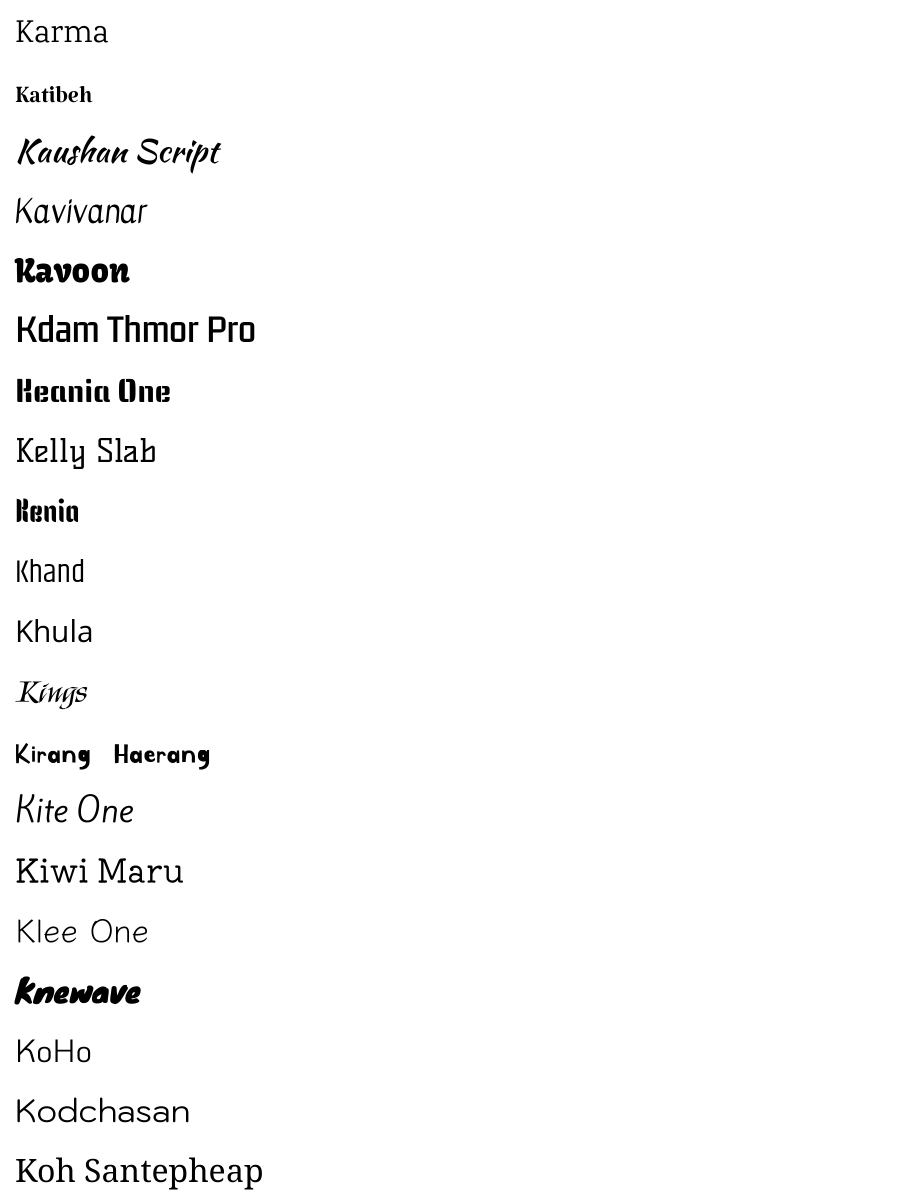 Karma
Katibeh
Kaushan Script
Kavivanar
Kavoon
Kdam Thmor Pro
Keania One
Kelly Slab
Kenia
Khand
Khula
Kings
Kirang Haerang
Kite One
Kiwi Maru
Klee One
Knewave
KoHo
Kodchasan
Koh Santepheap